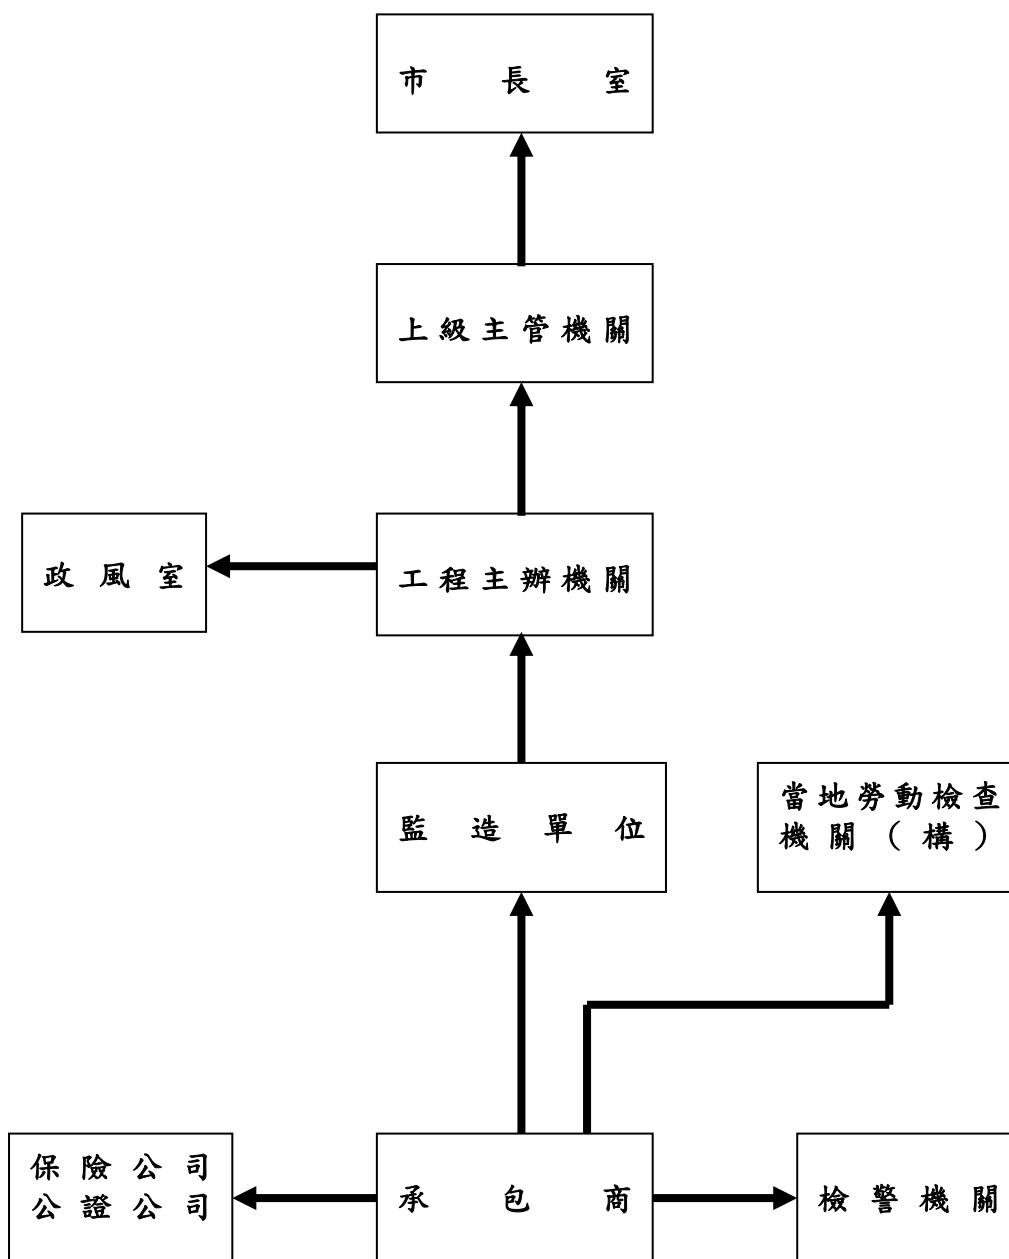 市長室
上級主管機關
政風室
工程主辦機關
監造單位
當地勞動檢查
機關（構）
保險公司
公證公司
承包商
檢警機關